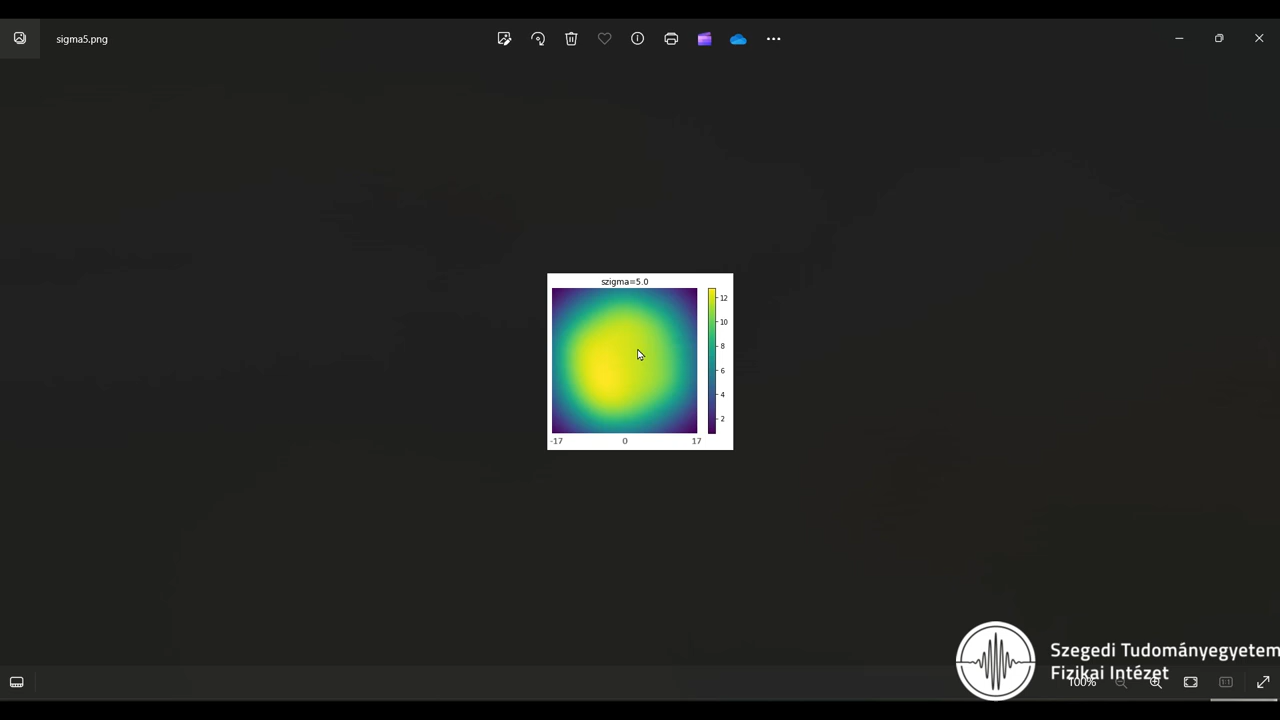 sigma5.png
szigma=5.0
12
10
8
6
4
2
-17 0 17
Szegedi Tudományegyetem
Fizikai Intézet
100%